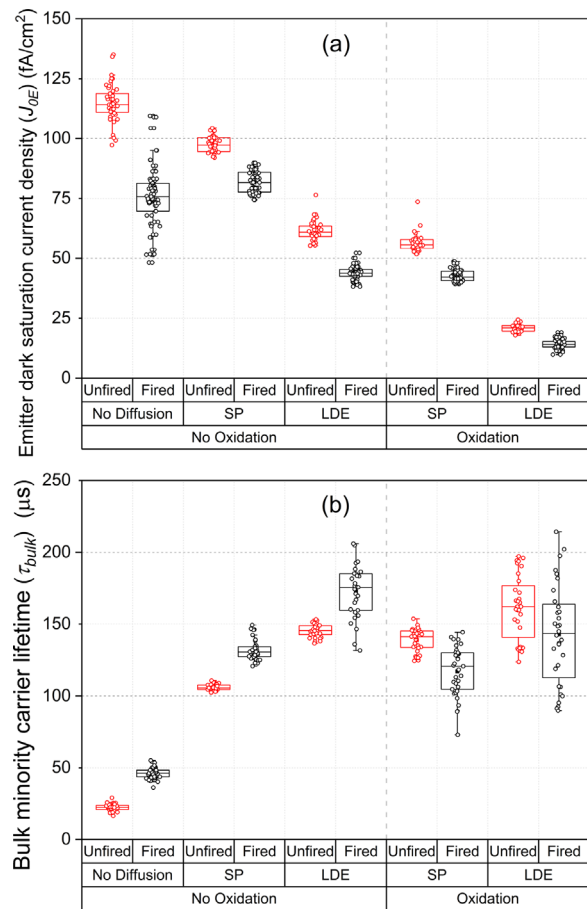 Emitter dark saturation current density (J0E) (fA/cm²)
150
125
100
75
50
25
0
(a)
Unfired Fired Unfired Fired Unfired Fired Unfired Fired Unfired Fired
No Diffusion SP LDE SP LDE
No Oxidation Oxidation
Bulk minority carrier lifetime (τbulk) (μs)
250
200
150
100
50
0
(b)
Unfired Fired Unfired Fired Unfired Fired Unfired Fired Unfired Fired
No Diffusion SP LDE SP LDE
No Oxidation Oxidation